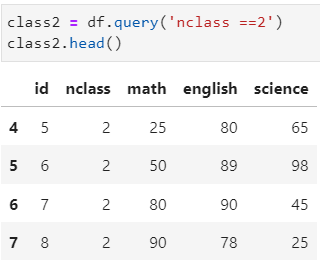 class2 = df.query('nclass ==2')
class2.head()
id nclass math english science
4 5 2 25 80 65
5 6 2 50 89 98
6 7 2 80 90 45
7 8 2 90 78 25